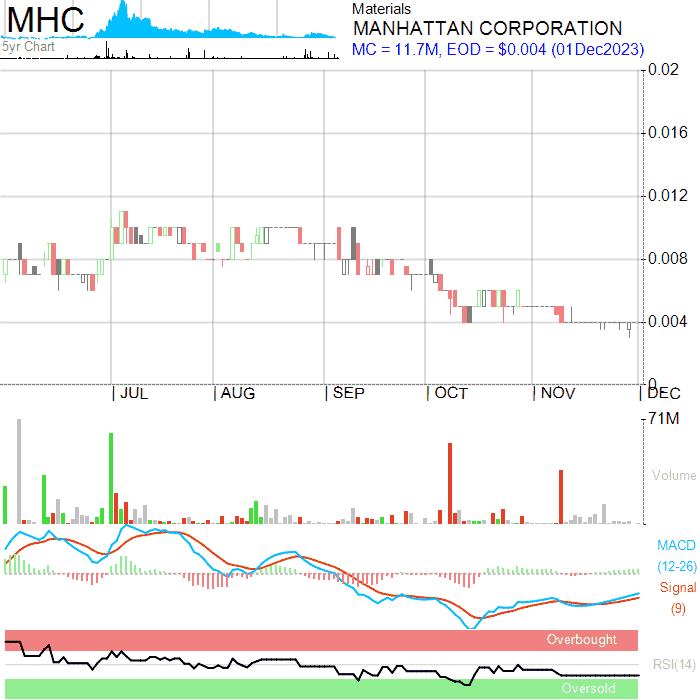 MHC
5yr Chart
Materials
MANHATTAN CORPORATION
MC = 11.7M, EOD = $0.004 (01Dec2023)
0.02
0.016
0.012
0.008
0.004
0
JUL AUG SEP OCT NOV DEC
71M
Volume
MACD
(12-26)
Signal
(9)
Overbought
RSI(14)
Oversold